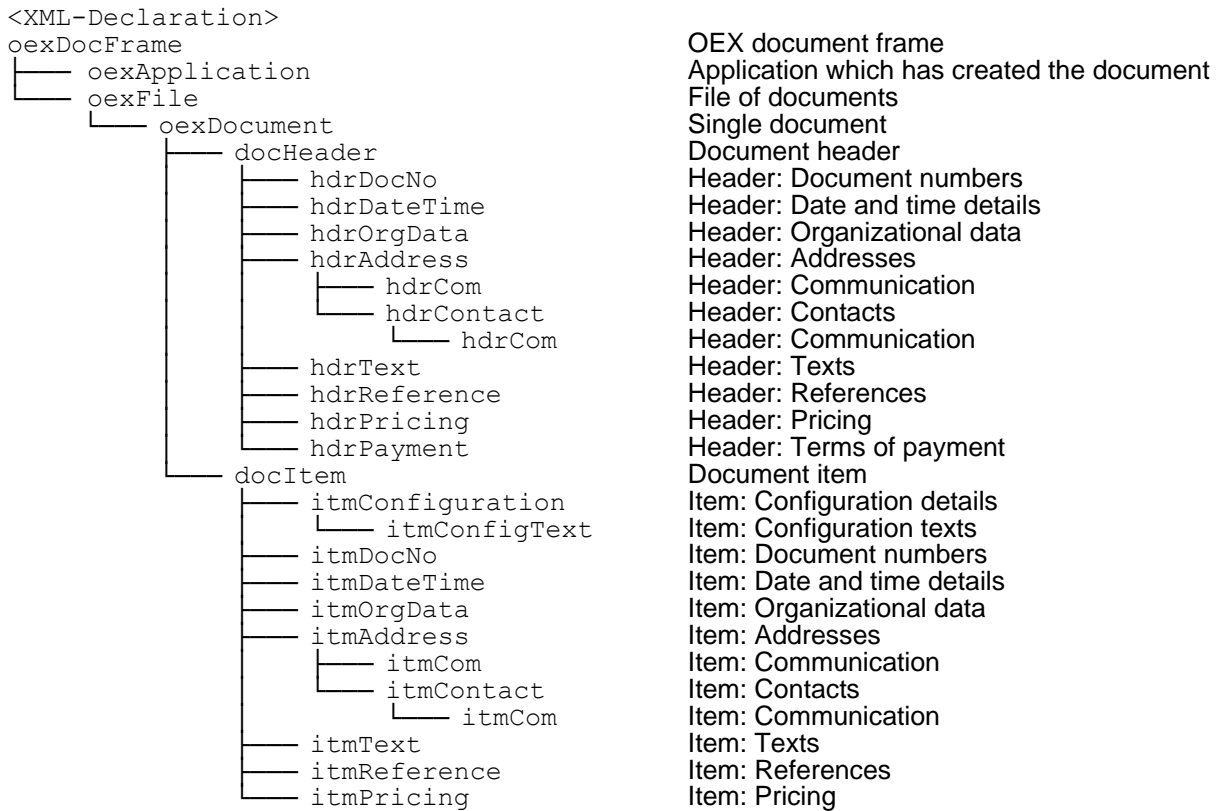 <XML-Declaration>
oexDocFrame OEX document frame
oexApplication Application which has created the document
oexFile File of documents
oexDocument Single document
docHeader Document header
hdrDocNo Header: Document numbers
hdrDateTime Header: Date and time details
hdrOrgData Header: Organizational data
hdrAddress Header: Addresses
hdrCom Header: Communication
hdrContact Header: Contacts
hdrCom Header: Communication
hdrText Header: Texts
hdrReference Header: References
hdrPricing Header: Pricing
hdrPayment Header: Terms of payment
docItem Document item
itmConfiguration Item: Configuration details
itmConfigText Item: Configuration texts
itmDocNo Item: Document numbers
itmDateTime Item: Date and time details
itmOrgData Item: Organizational data
itmAddress Item: Addresses
itmCom Item: Communication
itmContact Item: Contacts
itmCom Item: Communication
itmText Item: Texts
itmReference Item: References
itmPricing Item: Pricing